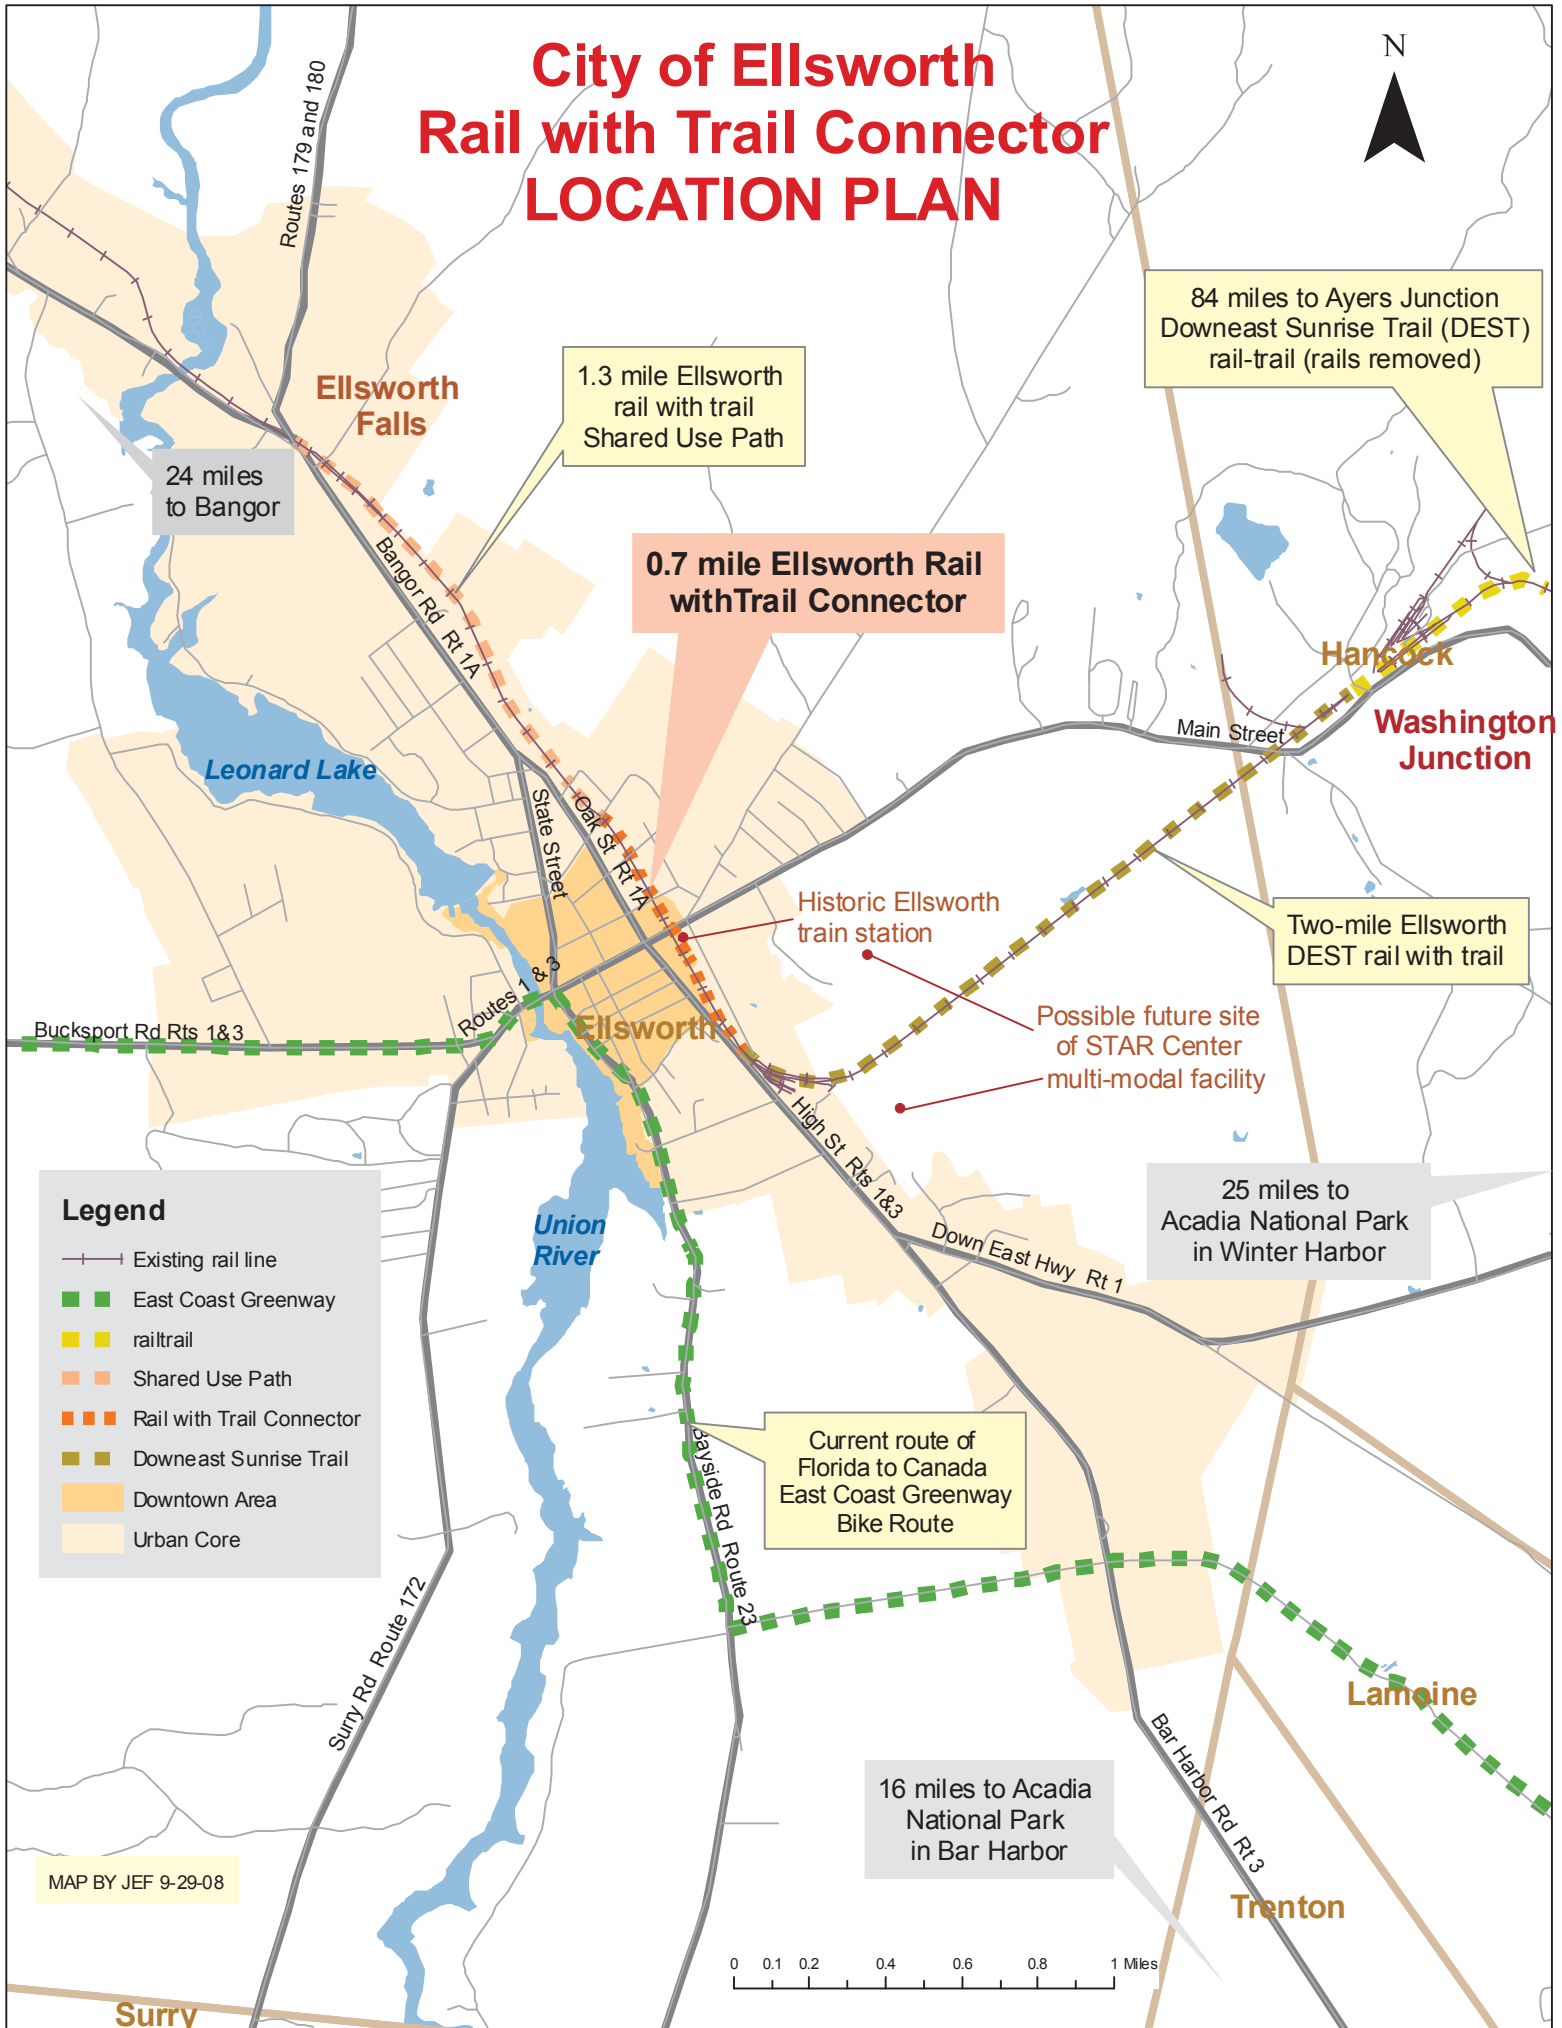 City of Ellsworth
Rail with Trail Connector
LOCATION PLAN
N
Routes 179 and 180
84 miles to Ayers Junction
Downeast Sunrise Trail (DEST)
rail-trail (rails removed)
Ellsworth
Falls
1.3 mile Ellsworth
rail with trail
Shared Use Path
24 miles
to Bangor
Bangor Rd Rt 1A
0.7 mile Ellsworth Rail
withTrail Connector
Hancock
Washington
Junction
Main Street
Leonard Lake
State Street
Oak St Rt 1A
Historic Ellsworth
train station
Two-mile Ellsworth
DEST rail with trail
Routes 1 & 3
Bucksport Rd Rts 1&3
Ellsworth
Possible future site
of STAR Center
multi-modal facility
High St Rts 1&3
25 miles to
Acadia National Park
in Winter Harbor
Down East Hwy Rt 1
Union
River
Legend
Existing rail line
East Coast Greenway
railtrail
Shared Use Path
Rail with Trail Connector
Downeast Sunrise Trail
Downtown Area
Urban Core
Current route of
Florida to Canada
East Coast Greenway
Bike Route
Bayside Rd Route 23
Surry Rd Route 172
Lamoine
Bar Harbor Rd Rt 3
16 miles to Acadia
National Park
in Bar Harbor
MAP BY JEF 9-29-08
Trenton
0 0.1 0.2 0.4 0.6 0.8 1 Miles
Surry